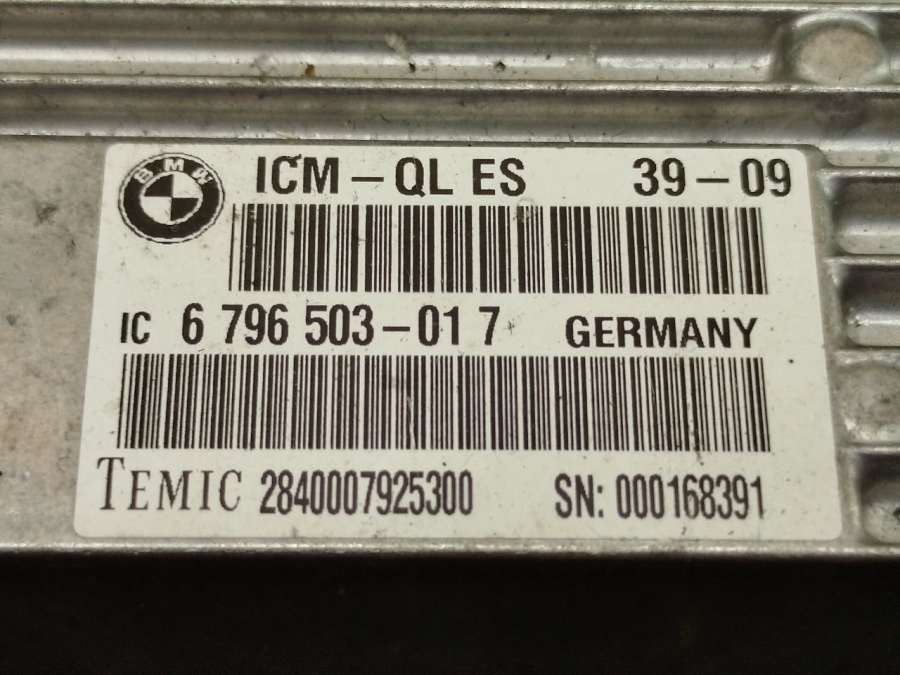 BMW
ICM - QL ES 39 - 09
IC 6 796 503 - 01 7 GERMANY
TEMIC 2840007925300 SN: 000168391